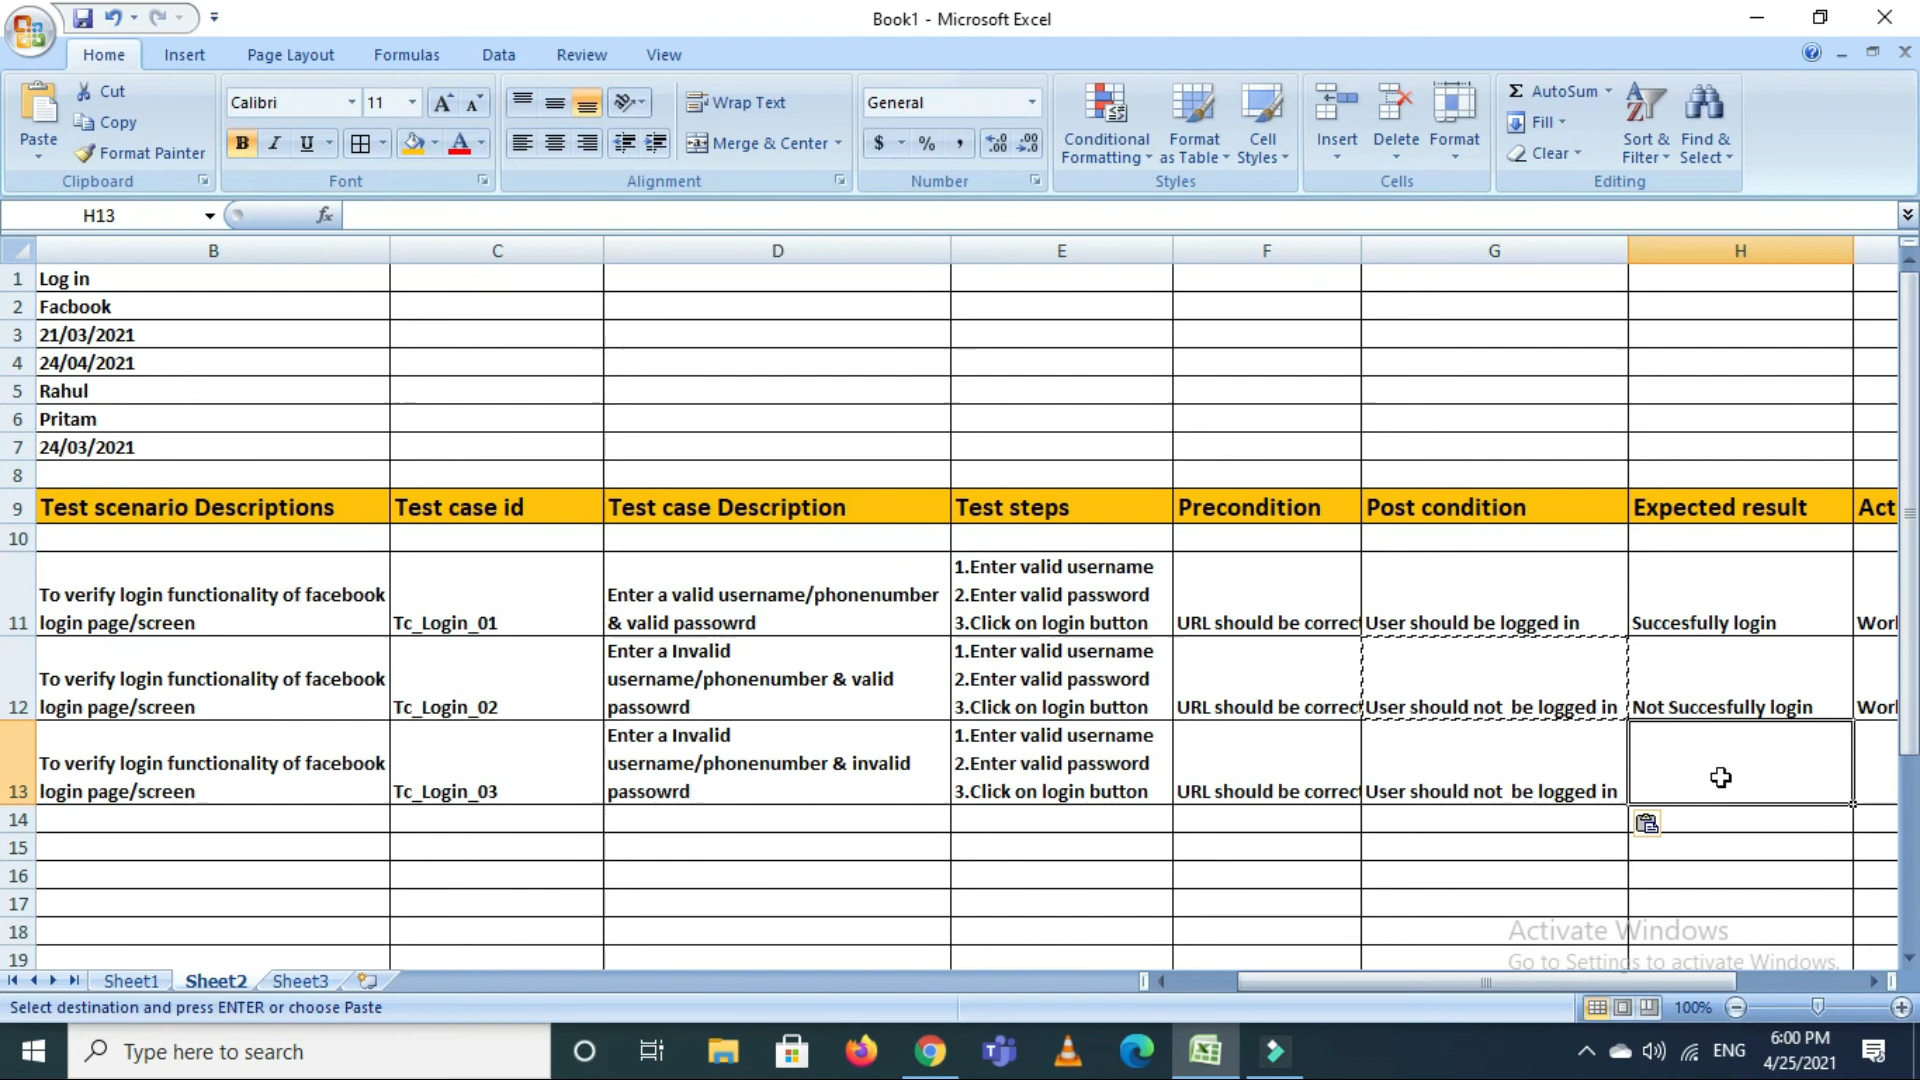 Book1 - Microsoft Excel
Home Insert Page Layout Formulas Data Review View
Paste
Cut
Copy
Format Painter
Clipboard
Calibri 11
B I U
Font
Wrap Text
Merge & Center
Alignment
General
$ % ,
Number
Conditional Formatting
Format as Table
Cell Styles
Styles
Insert Delete Format
Cells
Σ AutoSum
Fill
Clear
Sort & Filter
Find & Select
Editing
H13 fx
B C D E F G H
1 Log in
2 Facbook
3 21/03/2021
4 24/04/2021
5 Rahul
6 Pritam
7 24/03/2021
8
9 Test scenario Descriptions Test case id Test case Description Test steps Precondition Post condition Expected result Act
10
11 To verify login functionality of facebook
login page/screen
Tc_Login_01
Enter a valid username/phonenumber
& valid passowrd
1.Enter valid username
2.Enter valid password
3.Click on login button
URL should be correct
User should be logged in
Succesfully login
Worl
12 To verify login functionality of facebook
login page/screen
Tc_Login_02
Enter a Invalid
username/phonenumber & valid
passowrd
1.Enter valid username
2.Enter valid password
3.Click on login button
URL should be correct
User should not be logged in
Not Succesfully login
Worl
13 To verify login functionality of facebook
login page/screen
Tc_Login_03
Enter a Invalid
username/phonenumber & invalid
passowrd
1.Enter valid username
2.Enter valid password
3.Click on login button
URL should be correct
User should not be logged in
14
15
16
17
18
19
Activate Windows
Go to Settings to activate Windows.
Sheet1 Sheet2 Sheet3
Select destination and press ENTER or choose Paste
100%
Type here to search
ENG
6:00 PM
4/25/2021